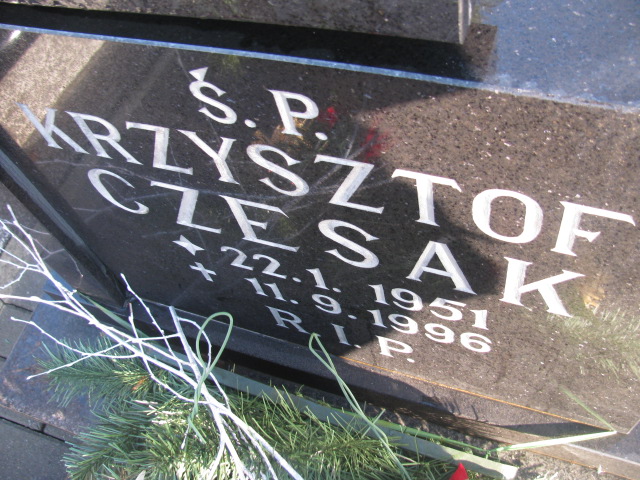 Ś. P.
KRZYSZTOF
CZESAK
22.1. 1951
11.9. 1996
R. I. P.